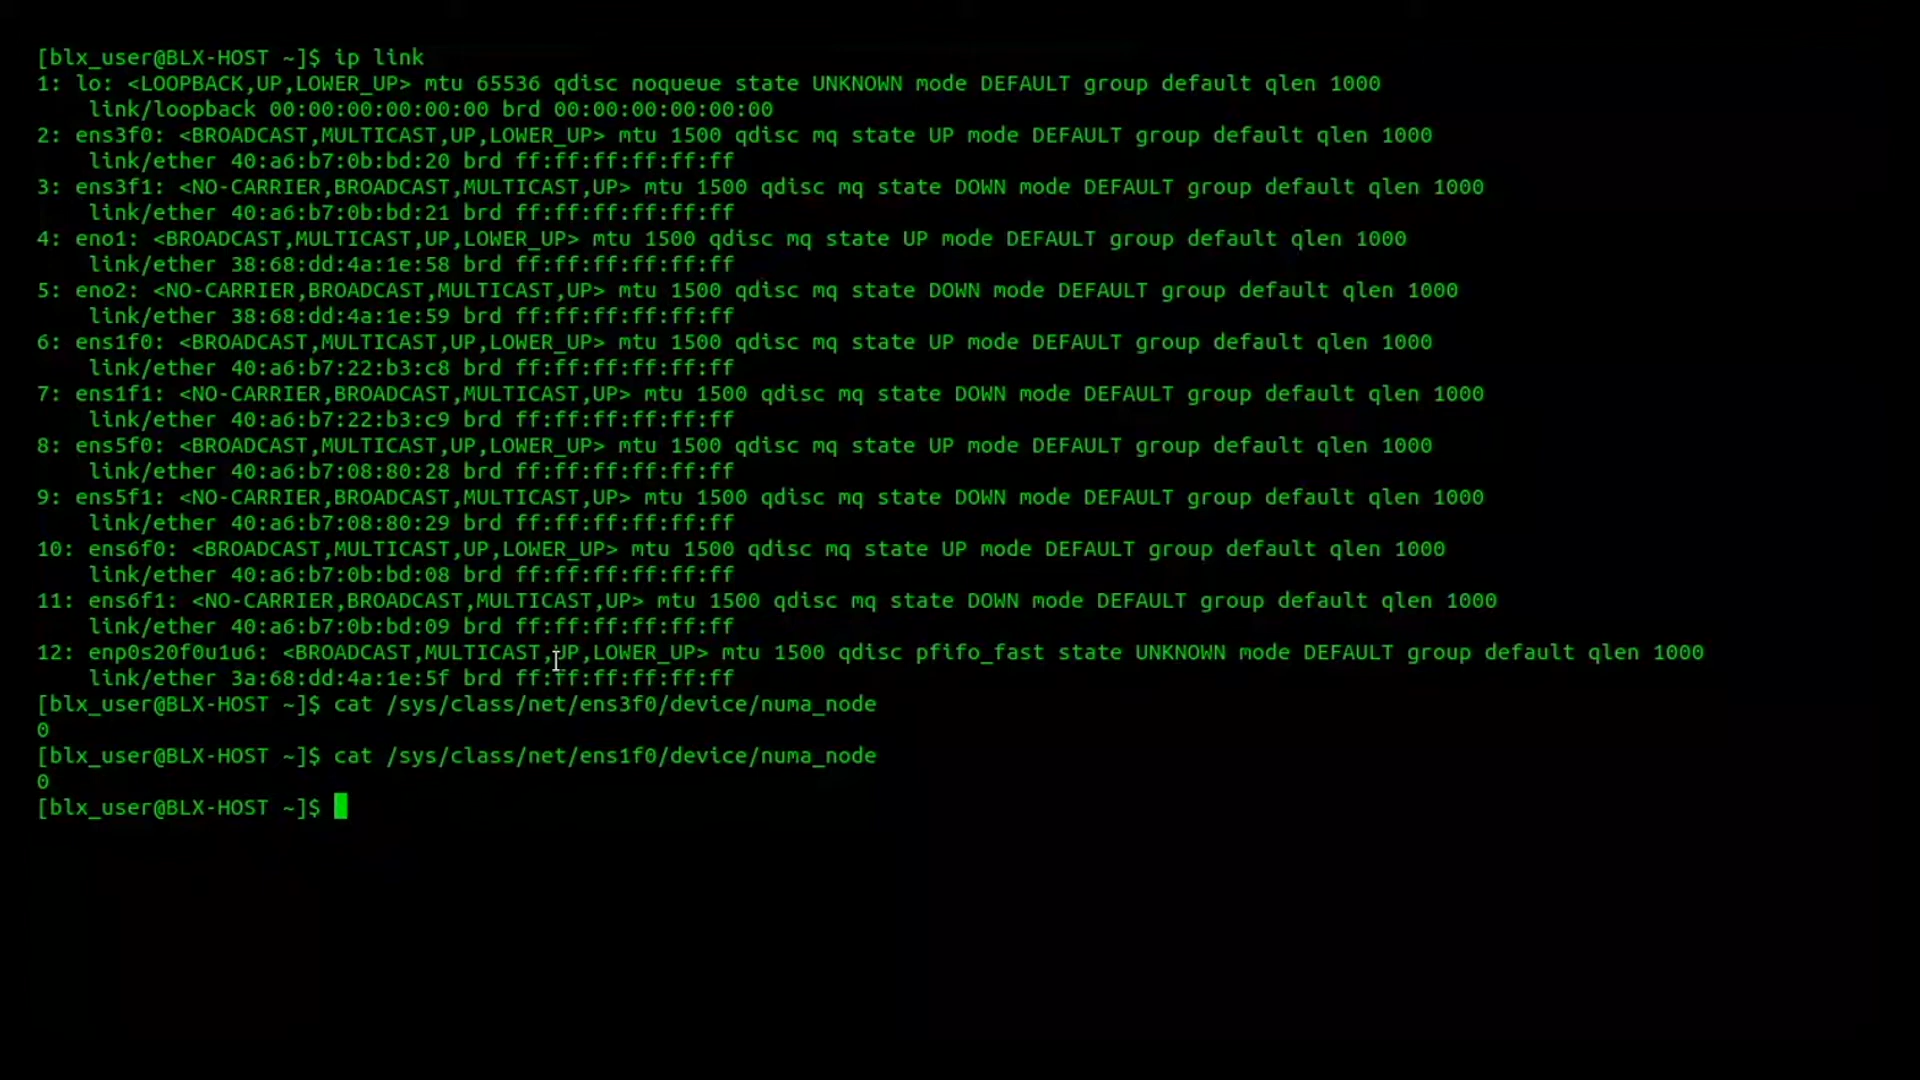 [blx_user@BLX-HOST ~]$ ip link
1: lo: <LOOPBACK,UP,LOWER_UP> mtu 65536 qdisc noqueue state UNKNOWN mode DEFAULT group default qlen 1000
    link/loopback 00:00:00:00:00:00 brd 00:00:00:00:00:00
2: ens3f0: <BROADCAST,MULTICAST,UP,LOWER_UP> mtu 1500 qdisc mq state UP mode DEFAULT group default qlen 1000
    link/ether 40:a6:b7:0b:bd:20 brd ff:ff:ff:ff:ff:ff
3: ens3f1: <NO-CARRIER,BROADCAST,MULTICAST,UP> mtu 1500 qdisc mq state DOWN mode DEFAULT group default qlen 1000
    link/ether 40:a6:b7:0b:bd:21 brd ff:ff:ff:ff:ff:ff
4: eno1: <BROADCAST,MULTICAST,UP,LOWER_UP> mtu 1500 qdisc mq state UP mode DEFAULT group default qlen 1000
    link/ether 38:68:dd:4a:1e:58 brd ff:ff:ff:ff:ff:ff
5: eno2: <NO-CARRIER,BROADCAST,MULTICAST,UP> mtu 1500 qdisc mq state DOWN mode DEFAULT group default qlen 1000
    link/ether 38:68:dd:4a:1e:59 brd ff:ff:ff:ff:ff:ff
6: ens1f0: <BROADCAST,MULTICAST,UP,LOWER_UP> mtu 1500 qdisc mq state UP mode DEFAULT group default qlen 1000
    link/ether 40:a6:b7:22:b3:c8 brd ff:ff:ff:ff:ff:ff
7: ens1f1: <NO-CARRIER,BROADCAST,MULTICAST,UP> mtu 1500 qdisc mq state DOWN mode DEFAULT group default qlen 1000
    link/ether 40:a6:b7:22:b3:c9 brd ff:ff:ff:ff:ff:ff
8: ens5f0: <BROADCAST,MULTICAST,UP,LOWER_UP> mtu 1500 qdisc mq state UP mode DEFAULT group default qlen 1000
    link/ether 40:a6:b7:08:80:28 brd ff:ff:ff:ff:ff:ff
9: ens5f1: <NO-CARRIER,BROADCAST,MULTICAST,UP> mtu 1500 qdisc mq state DOWN mode DEFAULT group default qlen 1000
    link/ether 40:a6:b7:08:80:29 brd ff:ff:ff:ff:ff:ff
10: ens6f0: <BROADCAST,MULTICAST,UP,LOWER_UP> mtu 1500 qdisc mq state UP mode DEFAULT group default qlen 1000
    link/ether 40:a6:b7:0b:bd:08 brd ff:ff:ff:ff:ff:ff
11: ens6f1: <NO-CARRIER,BROADCAST,MULTICAST,UP> mtu 1500 qdisc mq state DOWN mode DEFAULT group default qlen 1000
    link/ether 40:a6:b7:0b:bd:09 brd ff:ff:ff:ff:ff:ff
12: enp0s20f0u1u6: <BROADCAST,MULTICAST,UP,LOWER_UP> mtu 1500 qdisc pfifo_fast state UNKNOWN mode DEFAULT group default qlen 1000
    link/ether 3a:68:dd:4a:1e:5f brd ff:ff:ff:ff:ff:ff
[blx_user@BLX-HOST ~]$ cat /sys/class/net/ens3f0/device/numa_node
0
[blx_user@BLX-HOST ~]$ cat /sys/class/net/ens1f0/device/numa_node
0
[blx_user@BLX-HOST ~]$